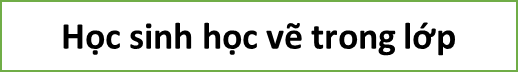 Học sinh học vẽ trong lớp